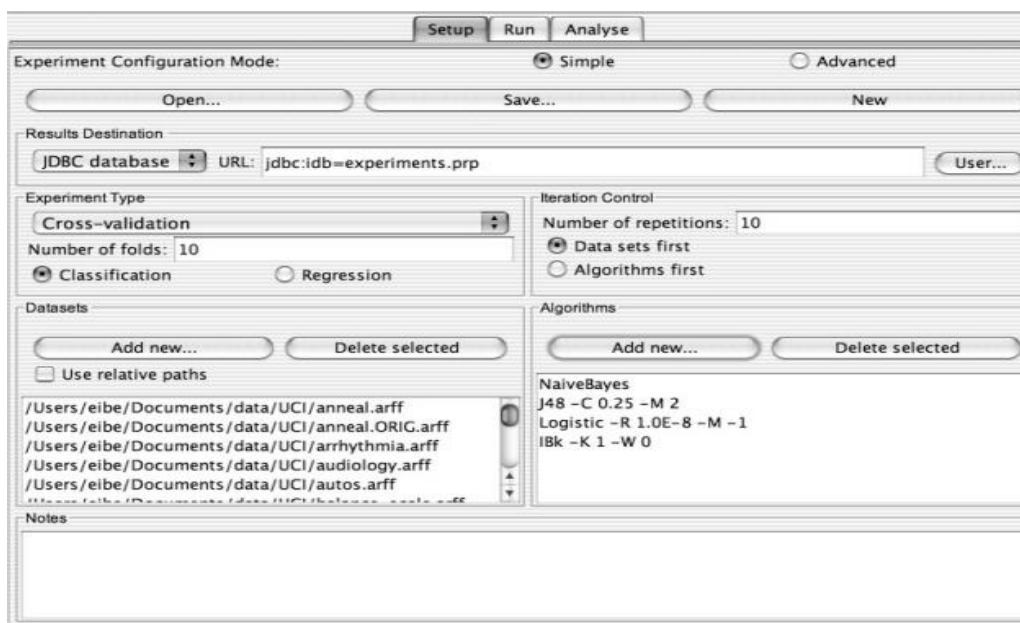 Setup Run Analyse
Experiment Configuration Mode: Simple Advanced
Open... Save... New
Results Destination
JDBC database URL: jdbc:idb=experiments.prp User...
Experiment Type
Cross-validation
Number of folds: 10
Classification Regression
Iteration Control
Number of repetitions: 10
Data sets first
Algorithms first
Datasets
Add new... Delete selected
Use relative paths
/Users/eibe/Documents/data/UCI/anneal.arff
/Users/eibe/Documents/data/UCI/anneal.ORIG.arff
/Users/eibe/Documents/data/UCI/arrhythmia.arff
/Users/eibe/Documents/data/UCI/audiology.arff
/Users/eibe/Documents/data/UCI/autos.arff
Algorithms
Add new... Delete selected
NaiveBayes
J48 -C 0.25 -M 2
Logistic -R 1.0E-8 -M -1
IBk -K 1 -W 0
Notes